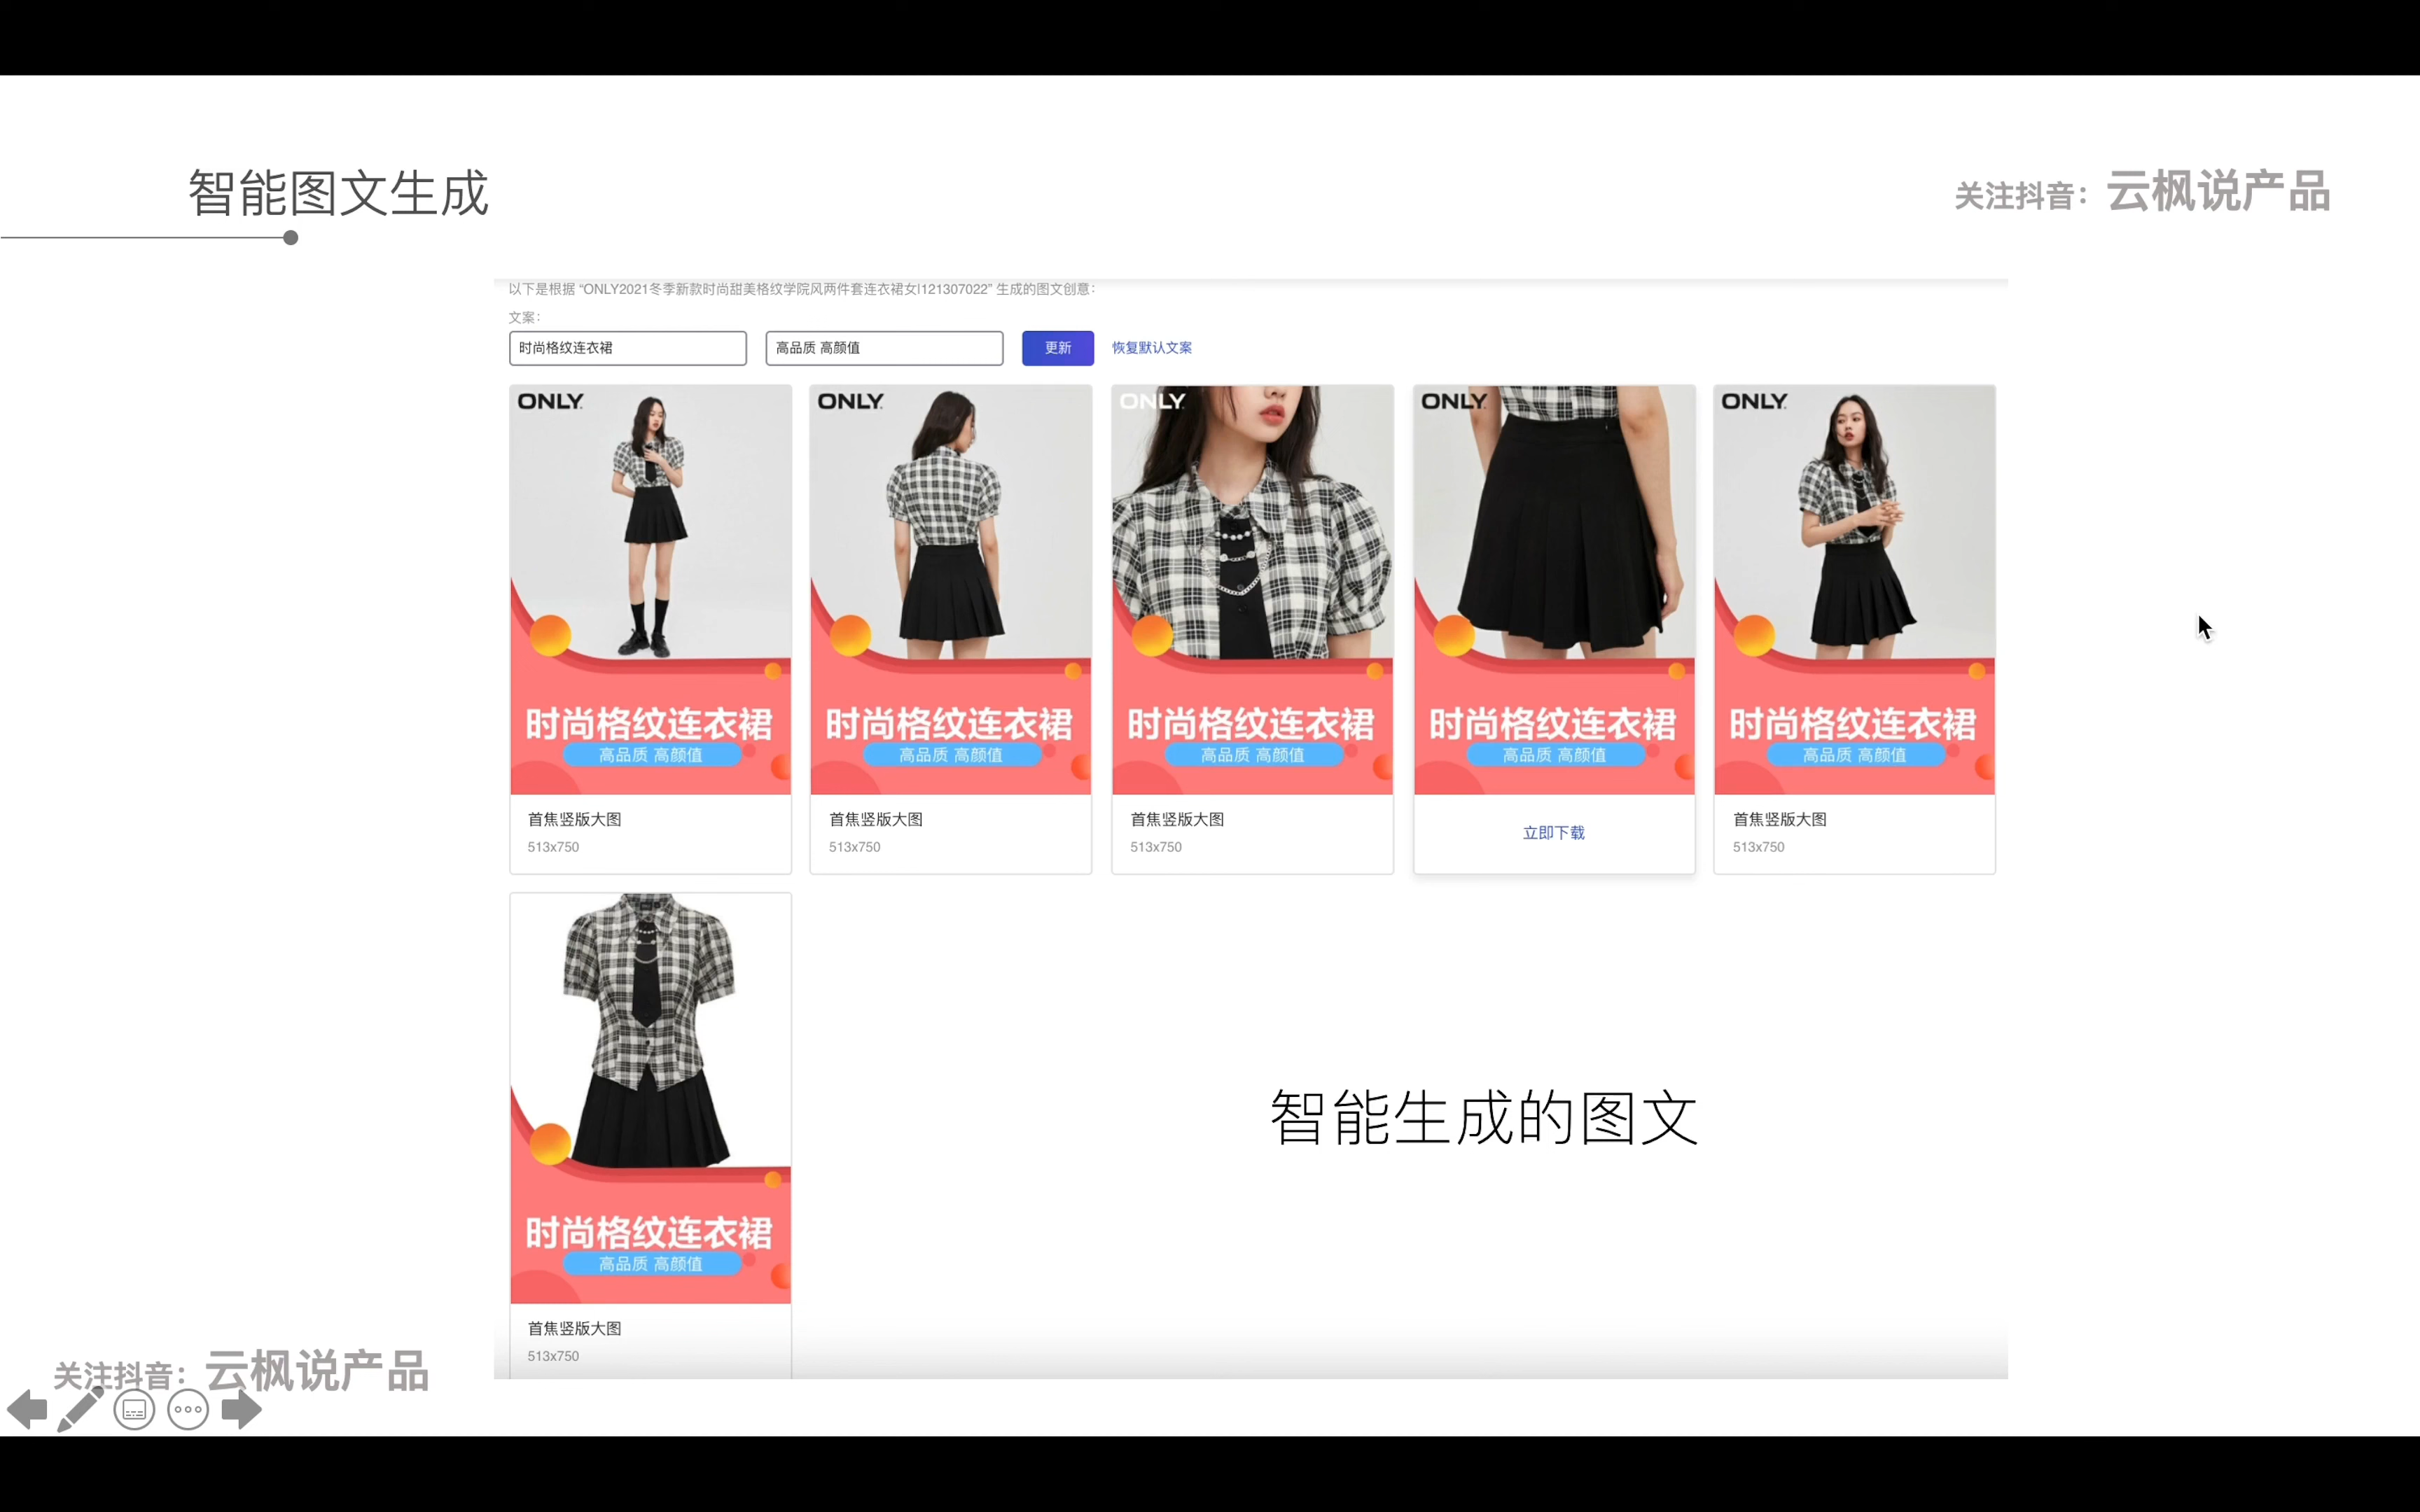 智能图文生成
关注抖音：云枫说产品
以下是根据 “ONLY2021冬季新款时尚甜美格纹学院风两件套连衣裙女|121307022” 生成的图文创意：
文案：
时尚格纹连衣裙 高品质 高颜值 更新 恢复默认文案
ONLY ONLY ONLY ONLY ONLY
时尚格纹连衣裙 时尚格纹连衣裙 时尚格纹连衣裙 时尚格纹连衣裙 时尚格纹连衣裙
高品质 高颜值 高品质 高颜值 高品质 高颜值 高品质 高颜值 高品质 高颜值
首焦竖版大图 首焦竖版大图 首焦竖版大图 立即下载 首焦竖版大图
513x750 513x750 513x750 513x750
时尚格纹连衣裙
高品质 高颜值
首焦竖版大图
513x750
智能生成的图文
关注抖音：云枫说产品